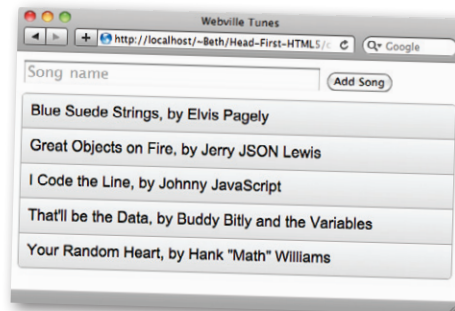 Webville Tunes
http://localhost/~Beth/Head-First-HTML5/c
Google
Song name
Add Song
Blue Suede Strings, by Elvis Pagely
Great Objects on Fire, by Jerry JSON Lewis
I Code the Line, by Johnny JavaScript
That'll be the Data, by Buddy Bitly and the Variables
Your Random Heart, by Hank "Math" Williams